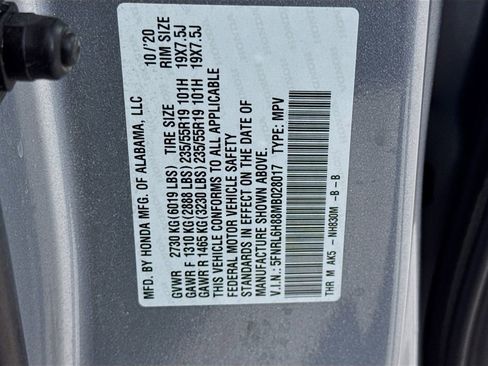 MFD. BY HONDA MFG. OF ALABAMA, LLC 10/'20
TIRE SIZE RIM SIZE
GVWR 2730 KG(6019 LBS)
GAWR F 1310 KG(2888 LBS) 235/55R19 101H 19X7.5J
GAWR R 1465 KG(3230 LBS) 235/55R19 101H 19X7.5J
THIS VEHICLE CONFORMS TO ALL APPLICABLE
FEDERAL MOTOR VEHICLE SAFETY
STANDARDS IN EFFECT ON THE DATE OF
MANUFACTURE SHOWN ABOVE.
V.I.N.: 5FNRL6H88MB028017 TYPE: MPV
THR M AK5 - NH830M -B - B